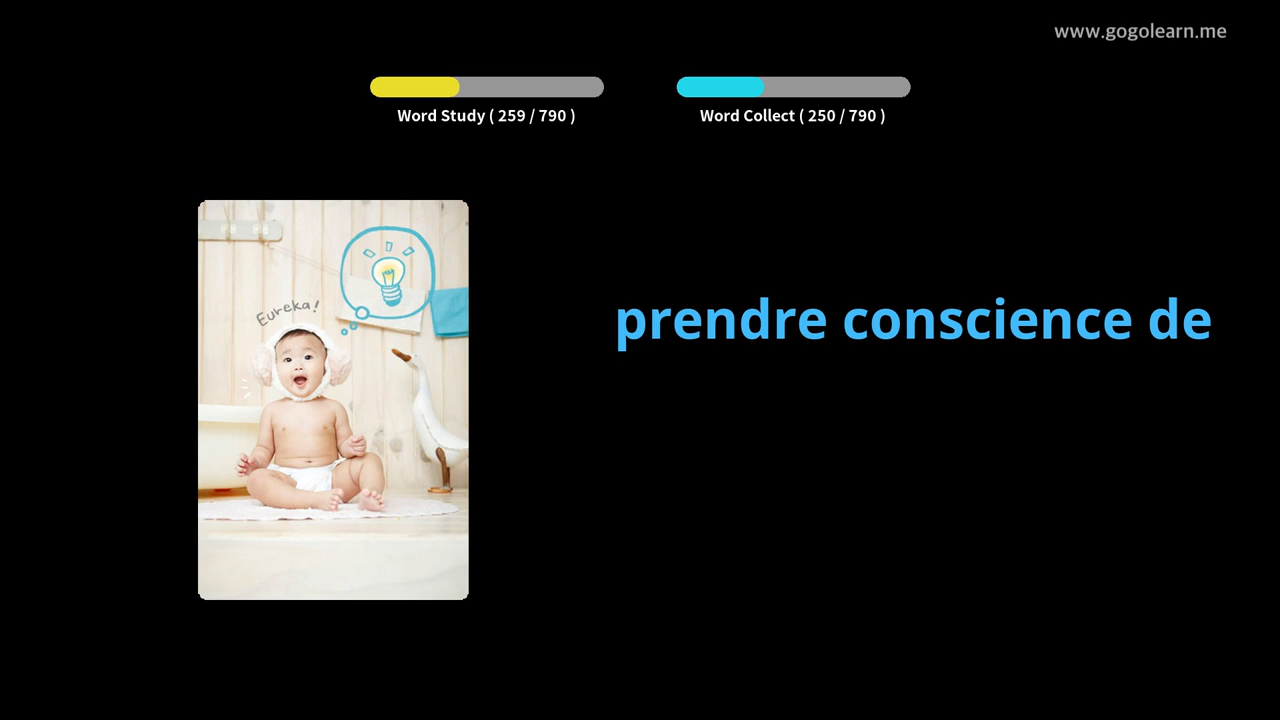 www.gogolearn.me
Word Study ( 259 / 790 )
Word Collect ( 250 / 790 )
Eureka!
prendre conscience de